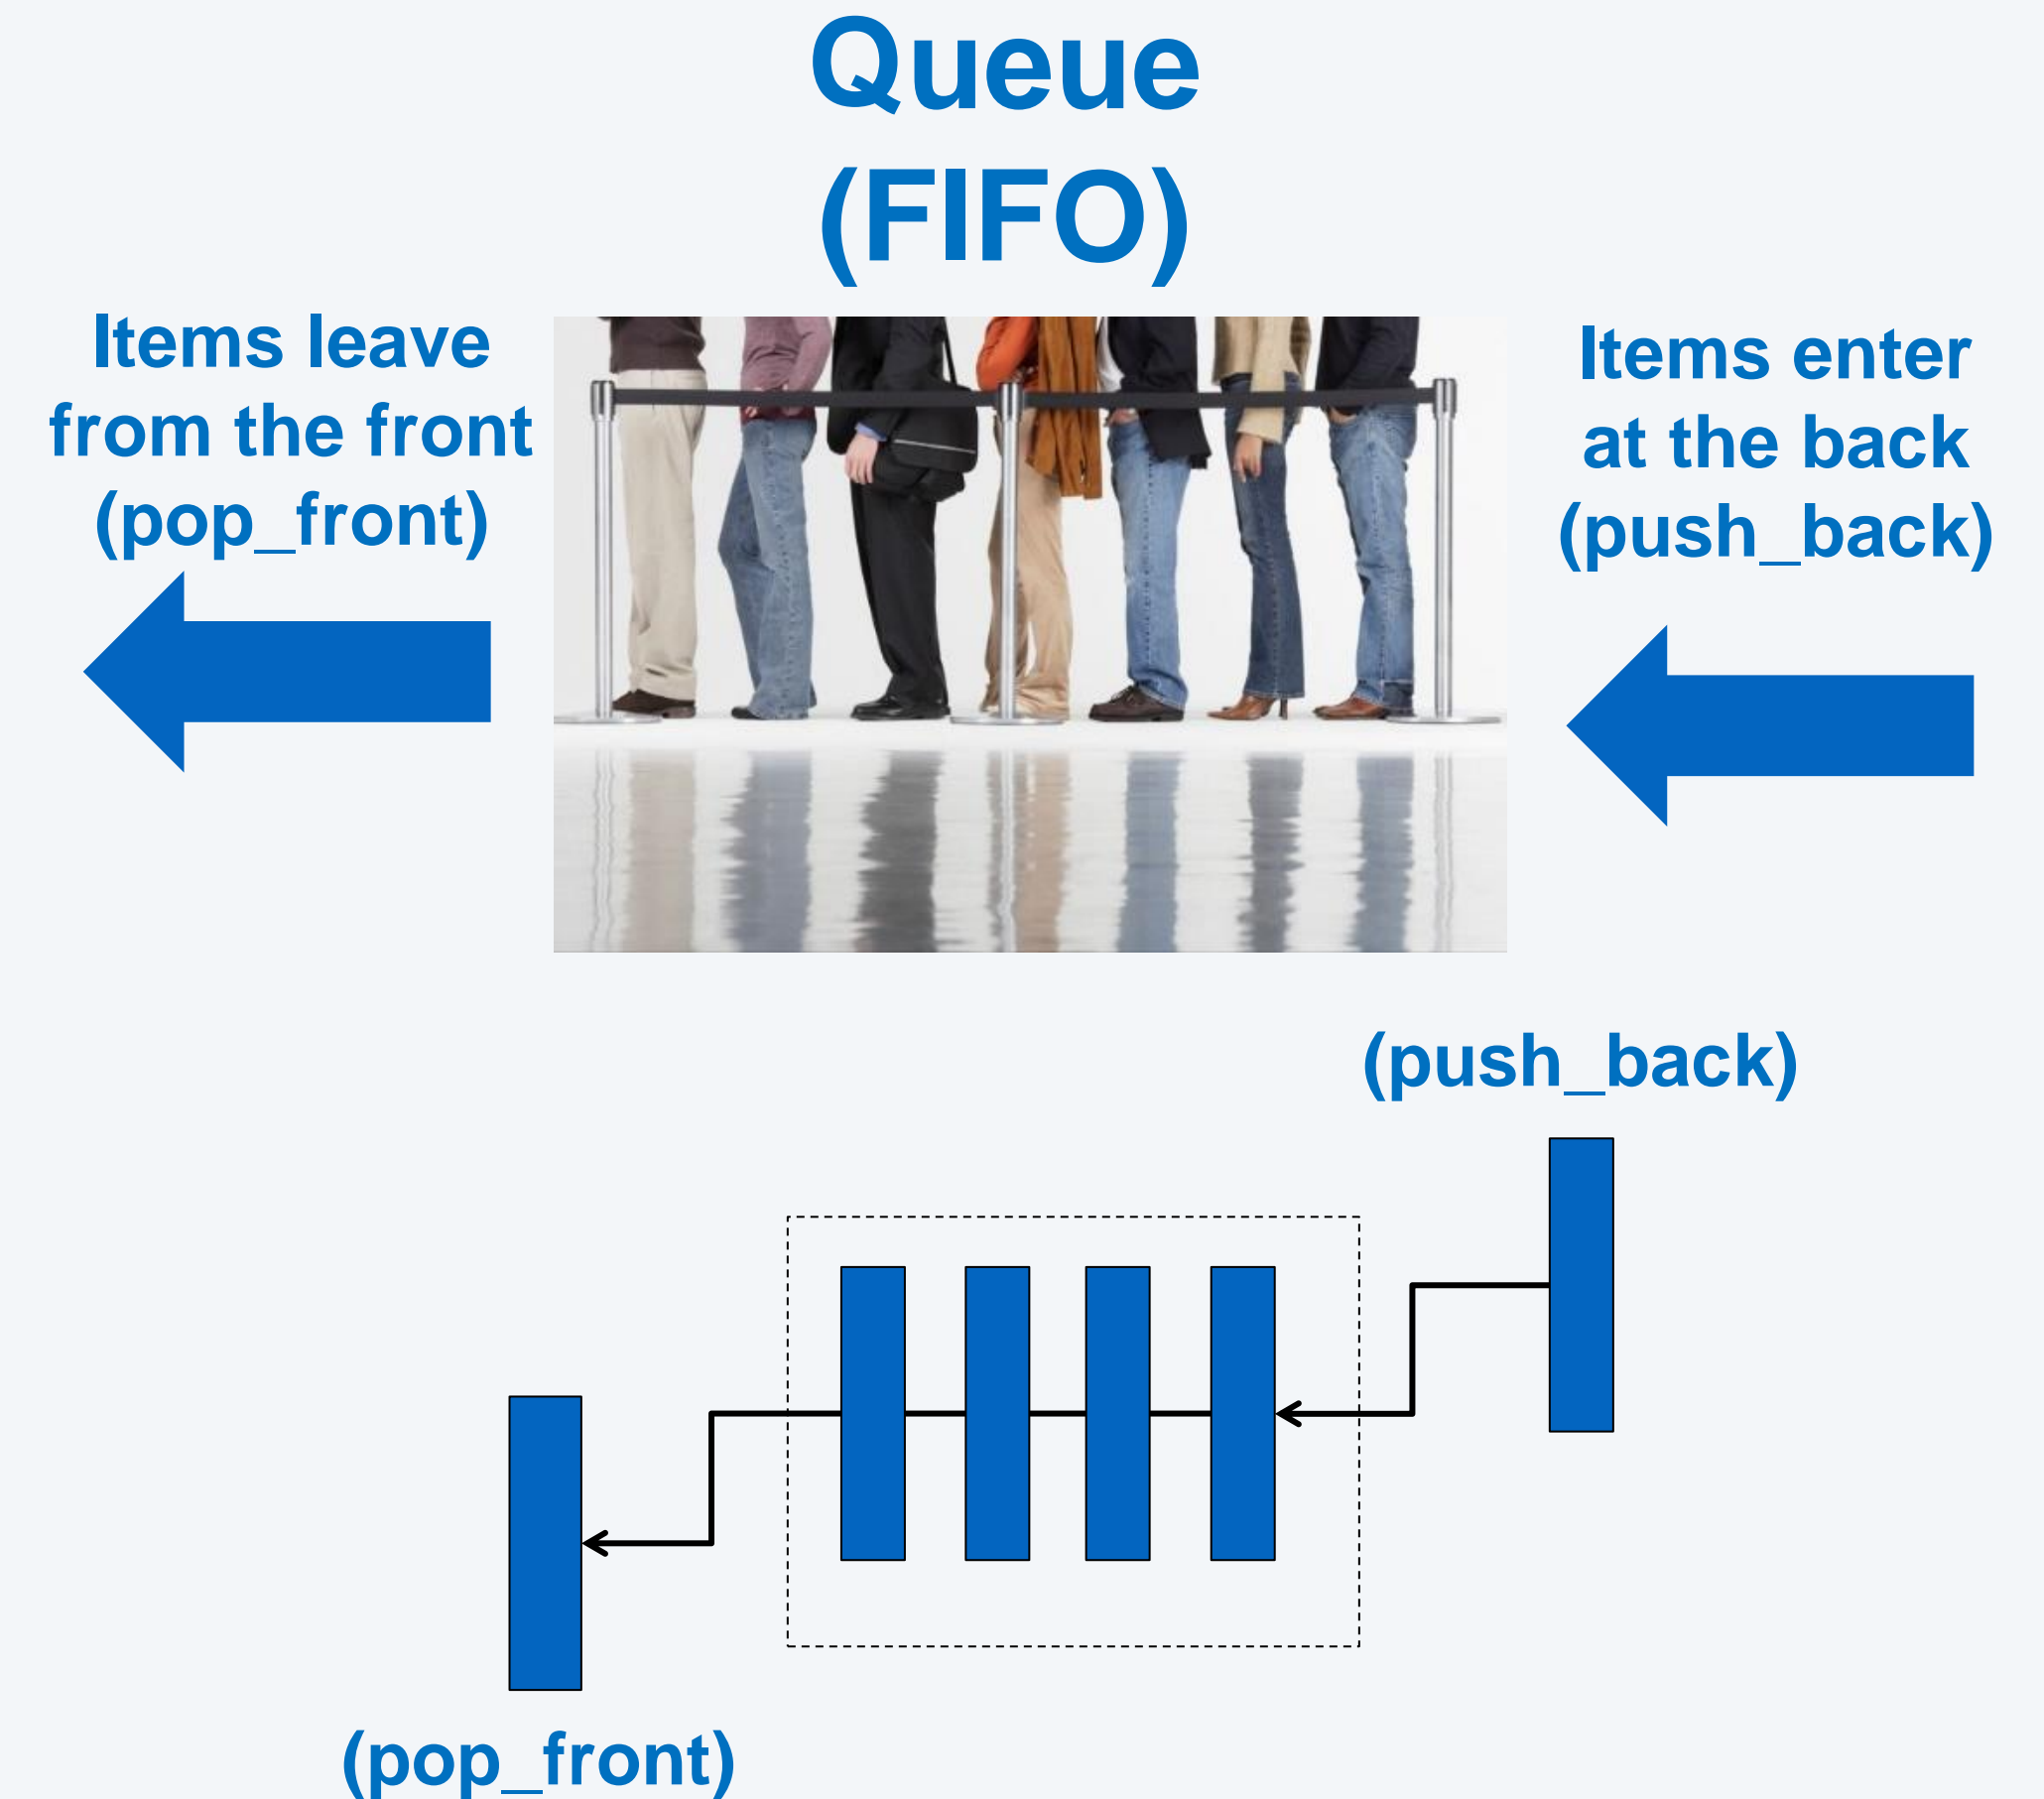 Queue
(FIFO)
Items leave
from the front
(pop_front)
Items enter
at the back
(push_back)
(push_back)
(pop_front)